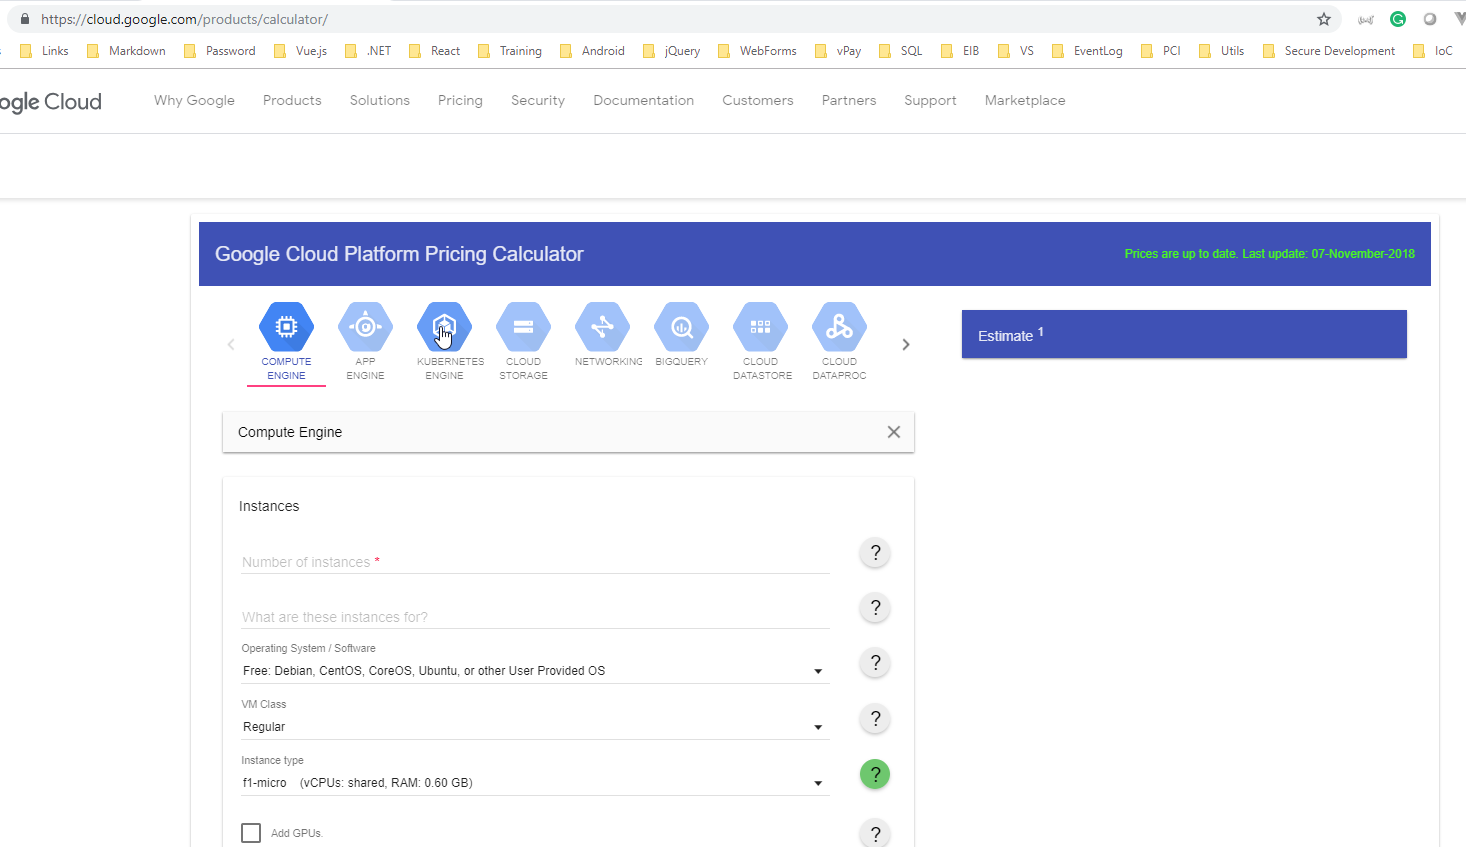 https://cloud.google.com/products/calculator/
Links Markdown Password Vue.js .NET React Training Android jQuery WebForms vPay SQL EIB VS EventLog PCI Utils Secure Development IoC
ogle Cloud Why Google Products Solutions Pricing Security Documentation Customers Partners Support Marketplace
Google Cloud Platform Pricing Calculator
Prices are up to date. Last update: 07-November-2018
COMPUTE
ENGINE
APP
ENGINE
KUBERNETES
ENGINE
CLOUD
STORAGE
NETWORKING
BIGQUERY
CLOUD
DATASTORE
CLOUD
DATAPROC
Estimate 1
Compute Engine
Instances
Number of instances *
?
What are these instances for?
?
Operating System / Software
Free: Debian, CentOS, CoreOS, Ubuntu, or other User Provided OS
?
VM Class
Regular
?
Instance type
f1-micro (vCPUs: shared, RAM: 0.60 GB)
?
Add GPUs.
?